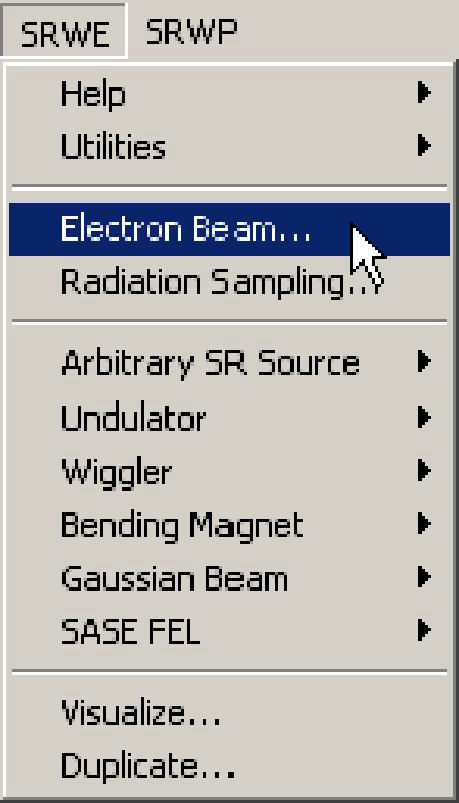 SRWE SRWP
Help
Utilities
Electron Beam...
Radiation Sampling...
Arbitrary SR Source
Undulator
Wiggler
Bending Magnet
Gaussian Beam
SASE FEL
Visualize...
Duplicate...